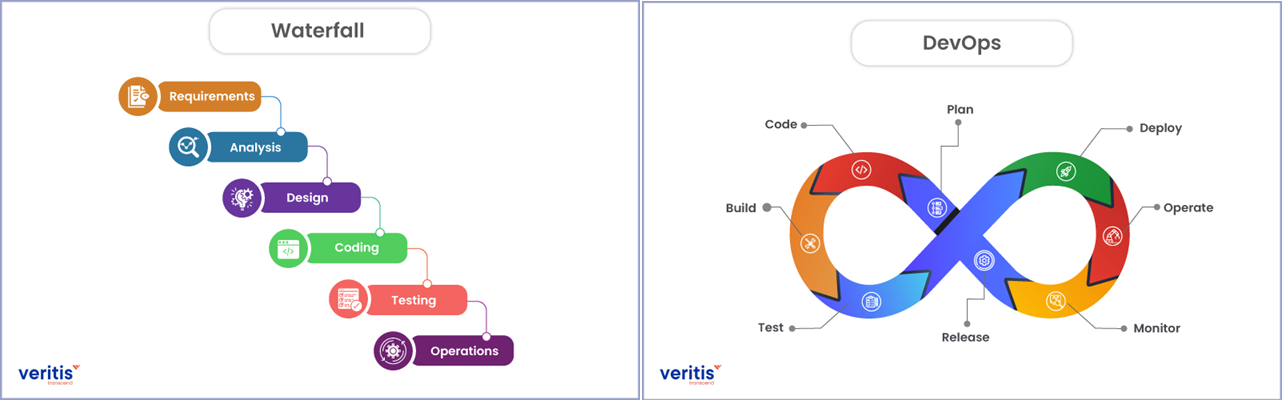 Waterfall
Requirements
Analysis
Design
Coding
Testing
Operations
veritis
transcend
DevOps
Plan
Code
Deploy
Build
Operate
Test
Release
Monitor
veritis
transcend